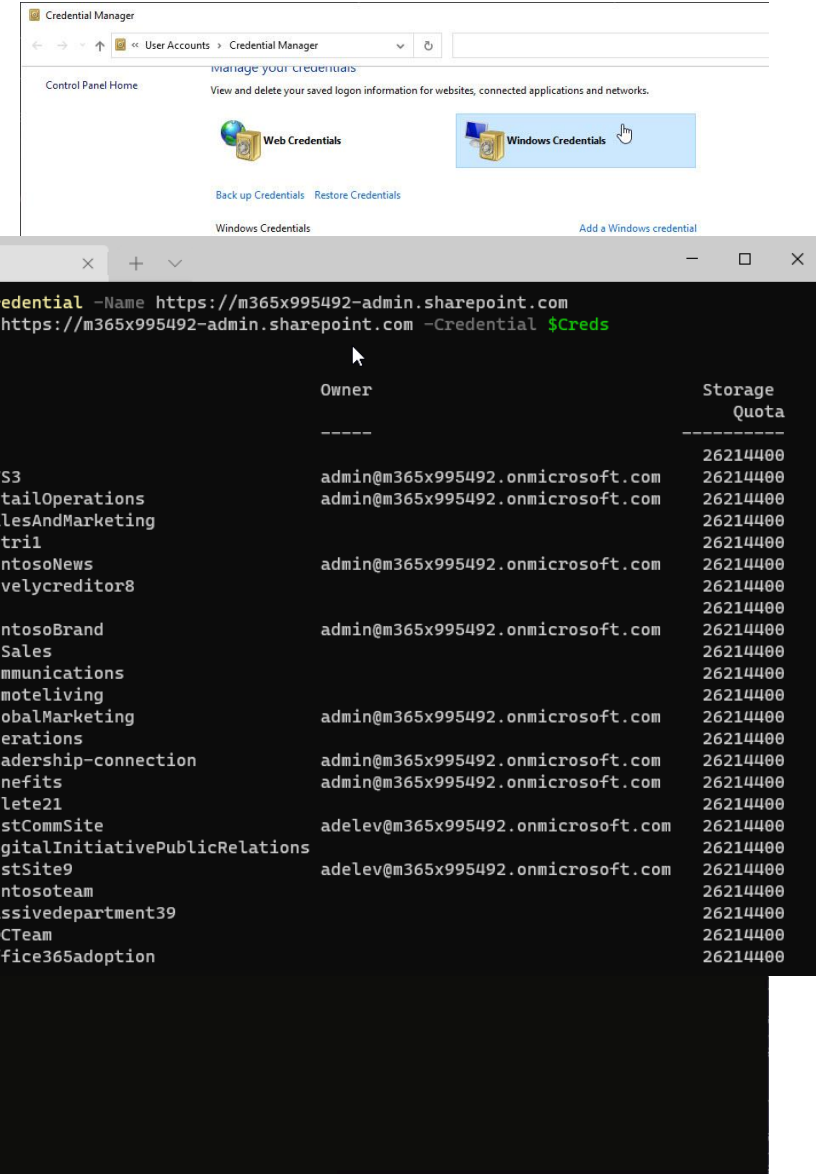 Credential Manager
« User Accounts › Credential Manager
Manage your credentials
Control Panel Home
View and delete your saved logon information for websites, connected applications and networks.
Web Credentials
Windows Credentials
Back up Credentials Restore Credentials
Windows Credentials Add a Windows credential
edential -Name https://m365x995492-admin.sharepoint.com
https://m365x995492-admin.sharepoint.com -Credential $Creds
Owner Storage
Quota
----- ----------
26214400
S3 admin@m365x995492.onmicrosoft.com 26214400
tailOperations admin@m365x995492.onmicrosoft.com 26214400
lesAndMarketing 26214400
tri1 26214400
ntosoNews admin@m365x995492.onmicrosoft.com 26214400
velycreditor8 26214400
26214400
ntosoBrand admin@m365x995492.onmicrosoft.com 26214400
Sales 26214400
mmunications 26214400
moteliving 26214400
obalMarketing admin@m365x995492.onmicrosoft.com 26214400
erations 26214400
adership-connection admin@m365x995492.onmicrosoft.com 26214400
nefits admin@m365x995492.onmicrosoft.com 26214400
lete21 26214400
stCommSite adelev@m365x995492.onmicrosoft.com 26214400
gitalInitiativePublicRelations 26214400
stSite9 adelev@m365x995492.onmicrosoft.com 26214400
ntosoteam 26214400
ssivedepartment39 26214400
CTeam 26214400
fice365adoption 26214400